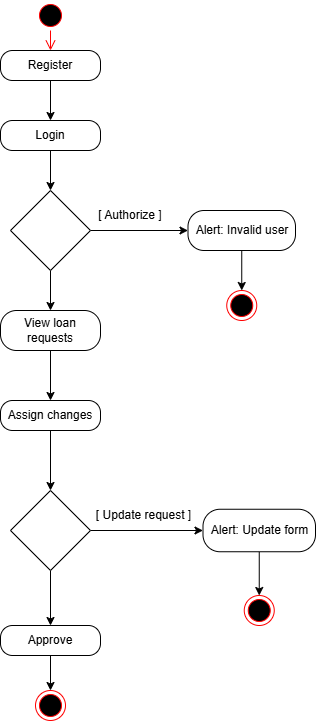 Register
Login
[ Authorize ]
Alert: Invalid user
View loan
requests
Assign changes
[ Update request ]
Alert: Update form
Approve